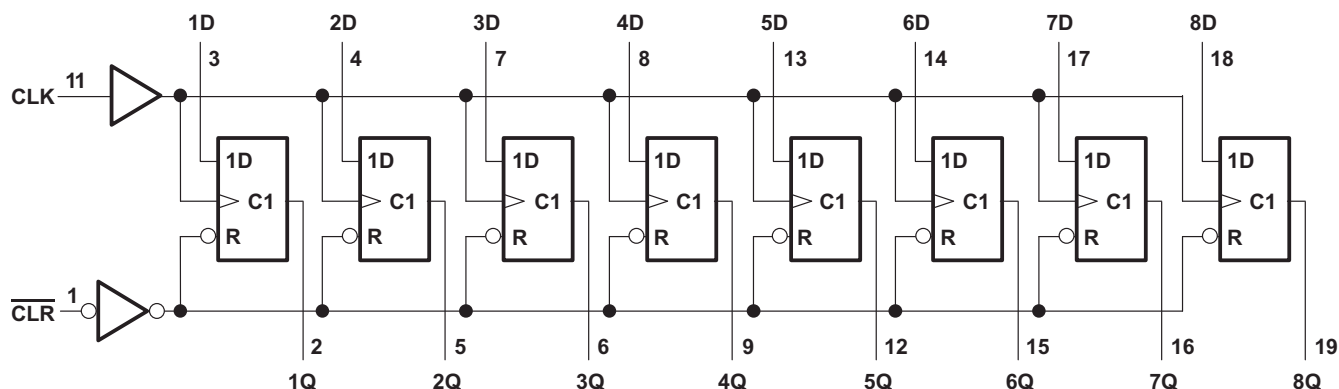 1D 2D 3D 4D 5D 6D 7D 8D
3 4 7 8 13 14 17 18
CLK 11
1D 1D 1D 1D 1D 1D 1D 1D
C1 C1 C1 C1 C1 C1 C1 C1
R R R R R R R R
CLR 1
2 5 6 9 12 15 16 19
1Q 2Q 3Q 4Q 5Q 6Q 7Q 8Q